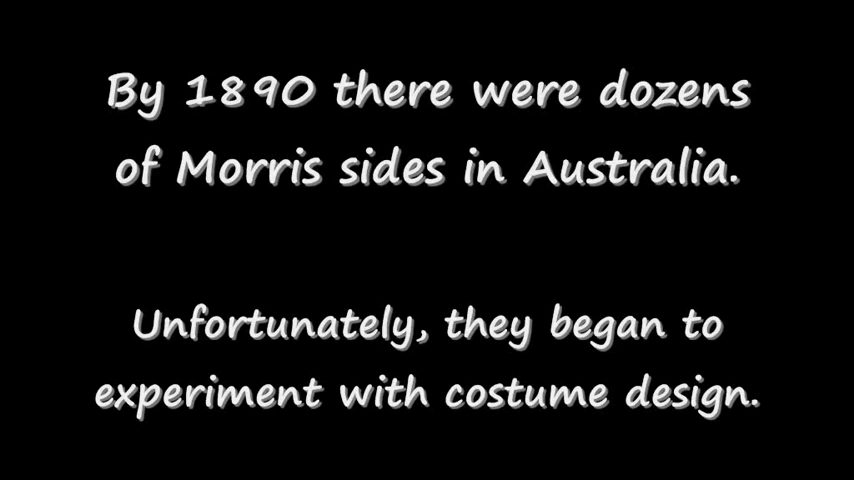 By 1890 there were dozens
of Morris sides in Australia.
Unfortunately, they began to
experiment with costume design.